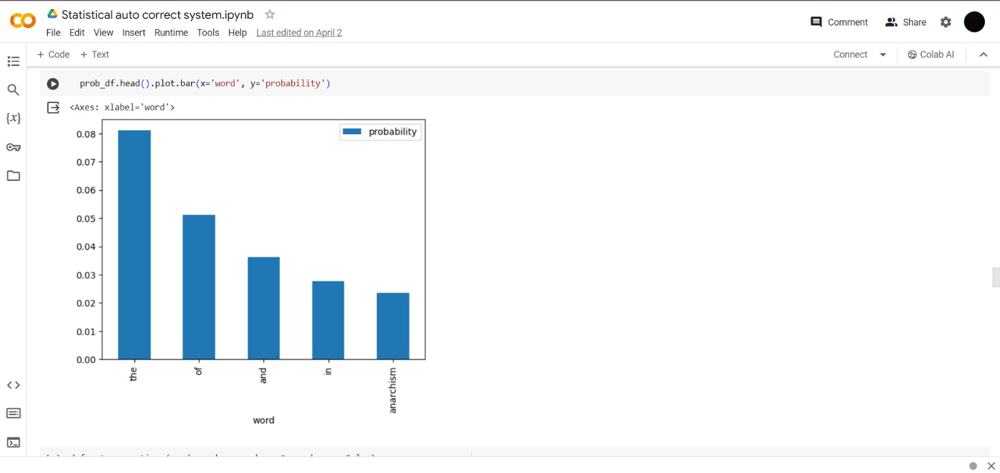 Statistical auto correct system.ipynb
File Edit View Insert Runtime Tools Help Last edited on April 2
Comment Share
+ Code + Text
Connect Colab AI
prob_df.head().plot.bar(x='word', y='probability')
<Axes: xlabel='word'>
probability
0.08
0.07
0.06
0.05
0.04
0.03
0.02
0.01
0.00
the
of
and
in
anarchism
word